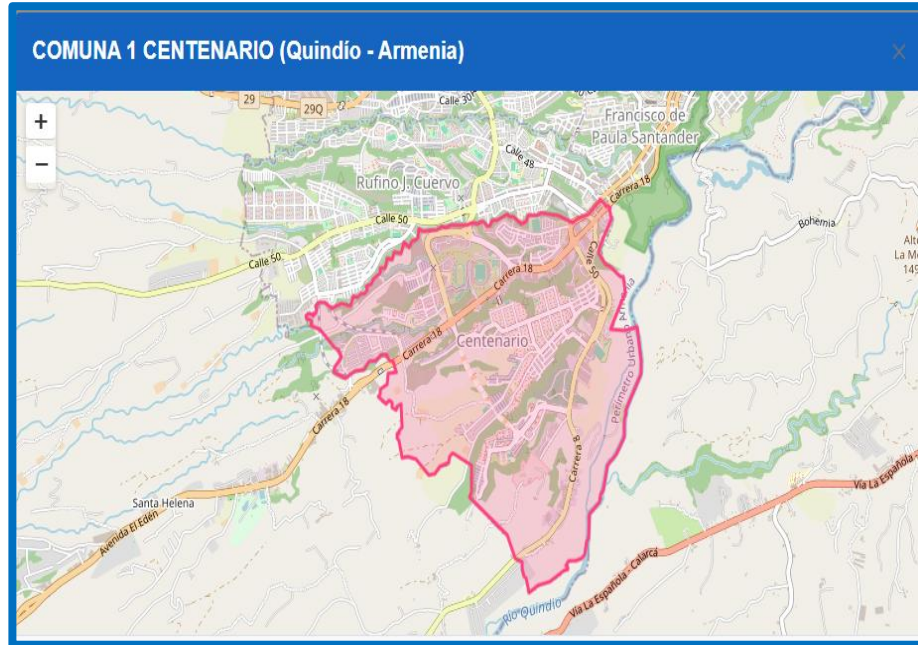 COMUNA 1 CENTENARIO (Quindío - Armenia)
×
+
−
29
29Q
Calle 30
Francisco de
Paula Santander
Calle 48
Carrera 18
Rufino J. Cuervo
Calle 50
Bohemia
Calle 50
Calle 50
Carrera 18
Centenario
Carrera 18
Perímetro Urbano Armenia
Carrera 18
Carrera 8
Santa Helena
Avenida El Edén
Vía La Española
Vía La Española - Calarcá
Río Quindío